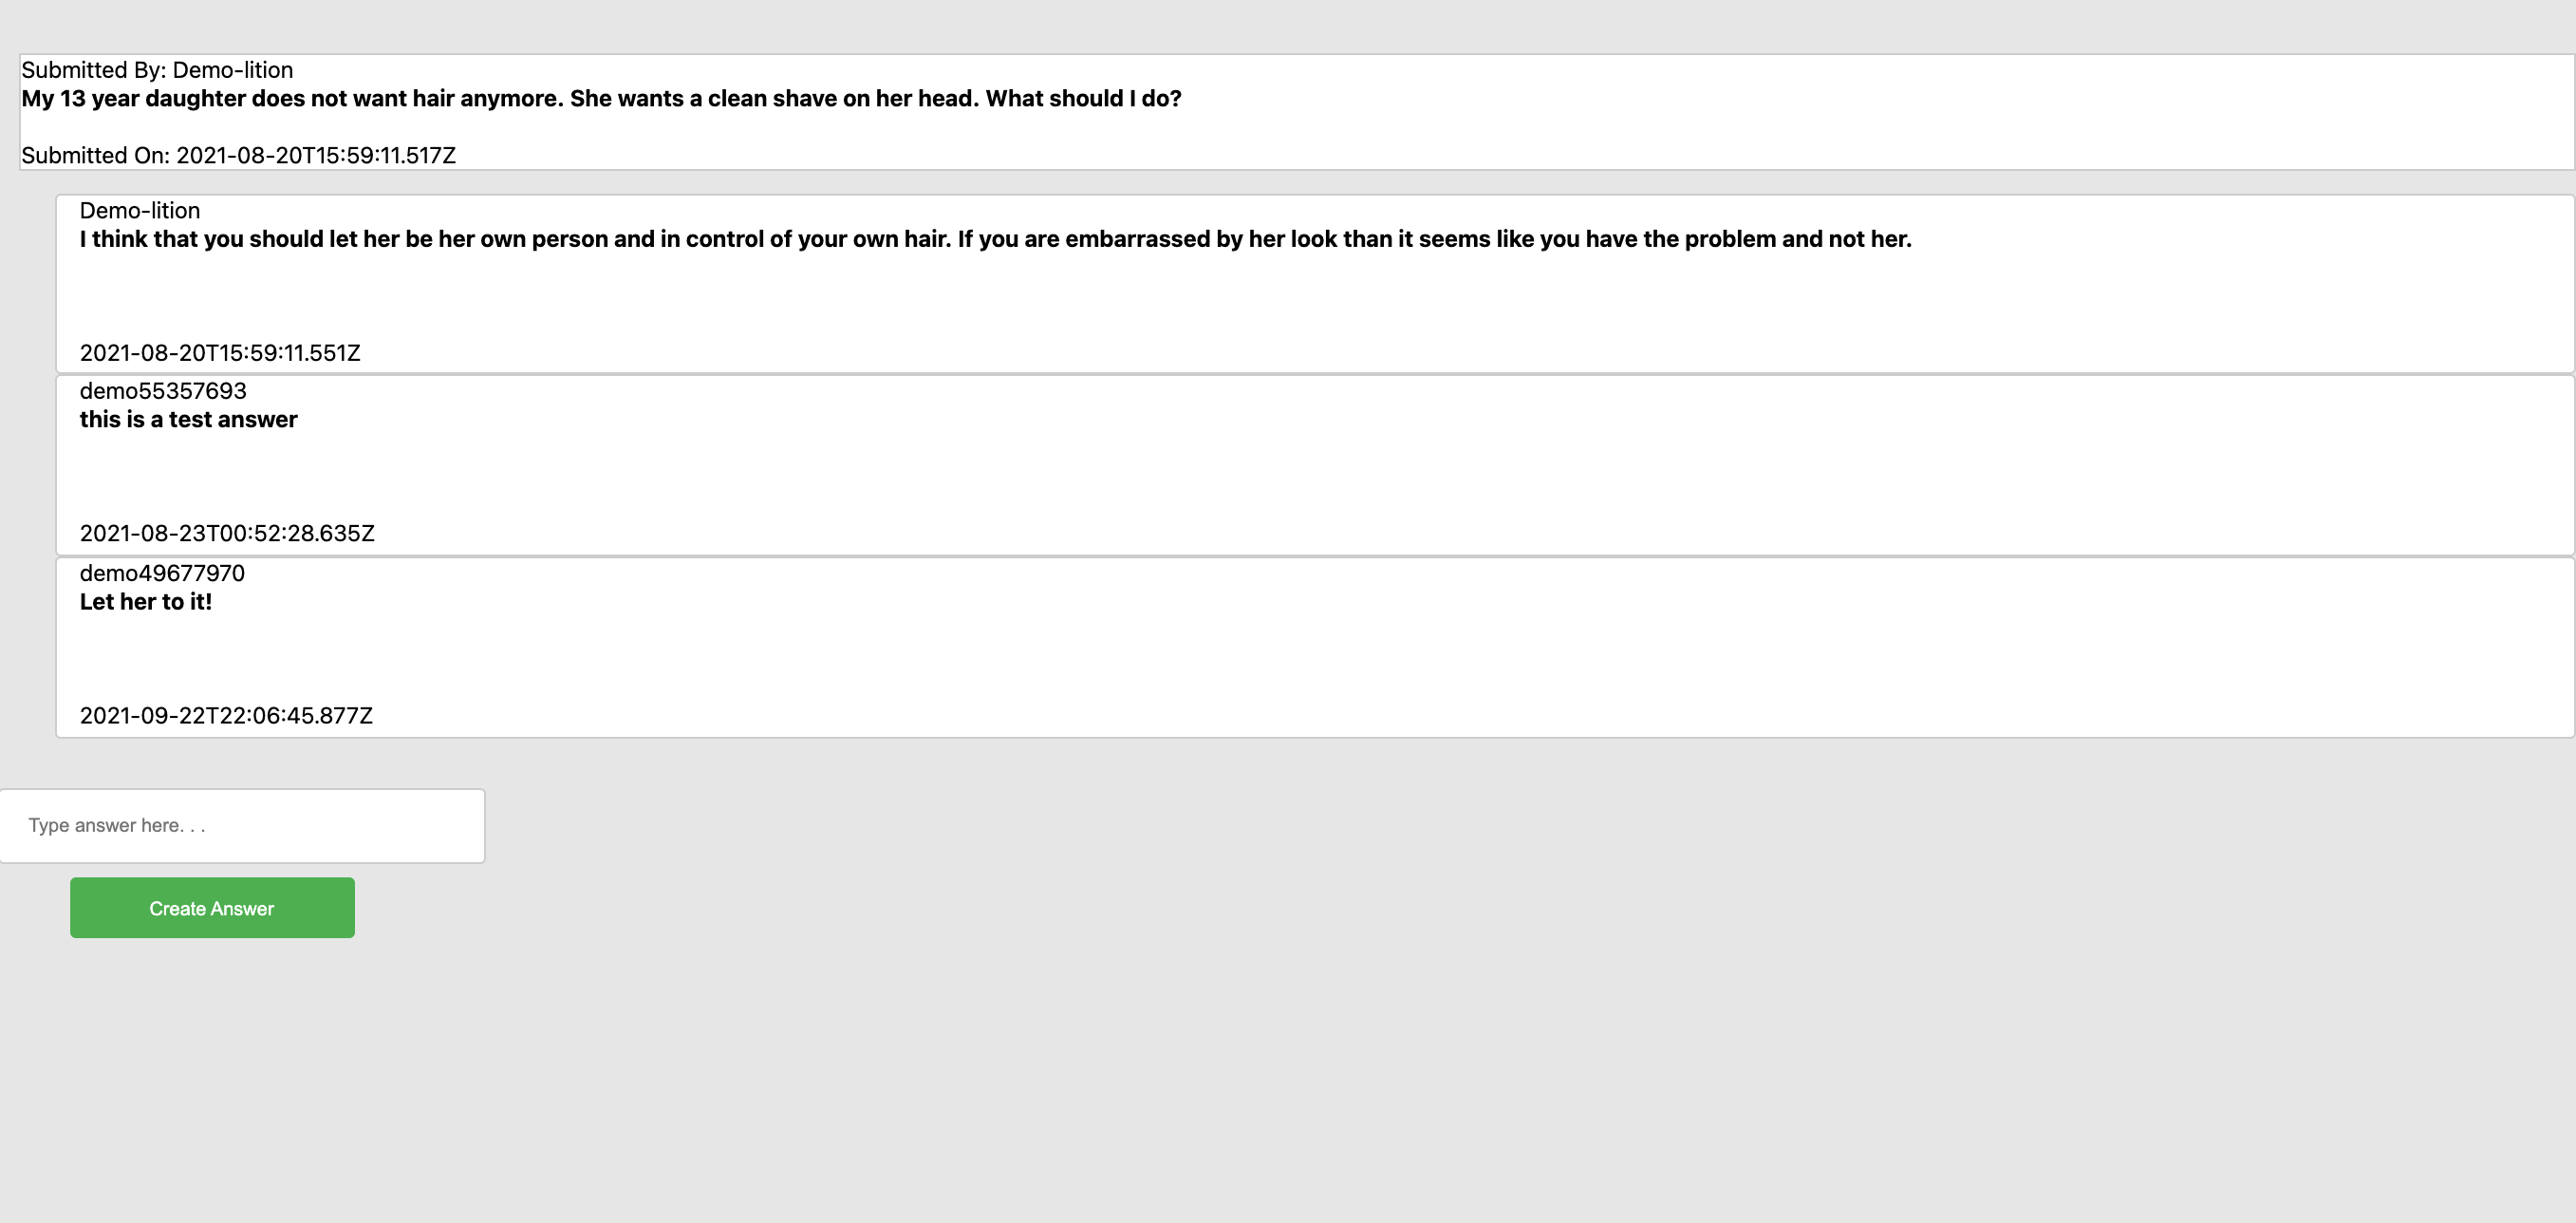 Submitted By: Demo-lition
My 13 year daughter does not want hair anymore. She wants a clean shave on her head. What should I do?
Submitted On: 2021-08-20T15:59:11.517Z
Demo-lition
I think that you should let her be her own person and in control of your own hair. If you are embarrassed by her look than it seems like you have the problem and not her.
2021-08-20T15:59:11.551Z
demo55357693
this is a test answer
2021-08-23T00:52:28.635Z
demo49677970
Let her to it!
2021-09-22T22:06:45.877Z
Type answer here. . .
Create Answer